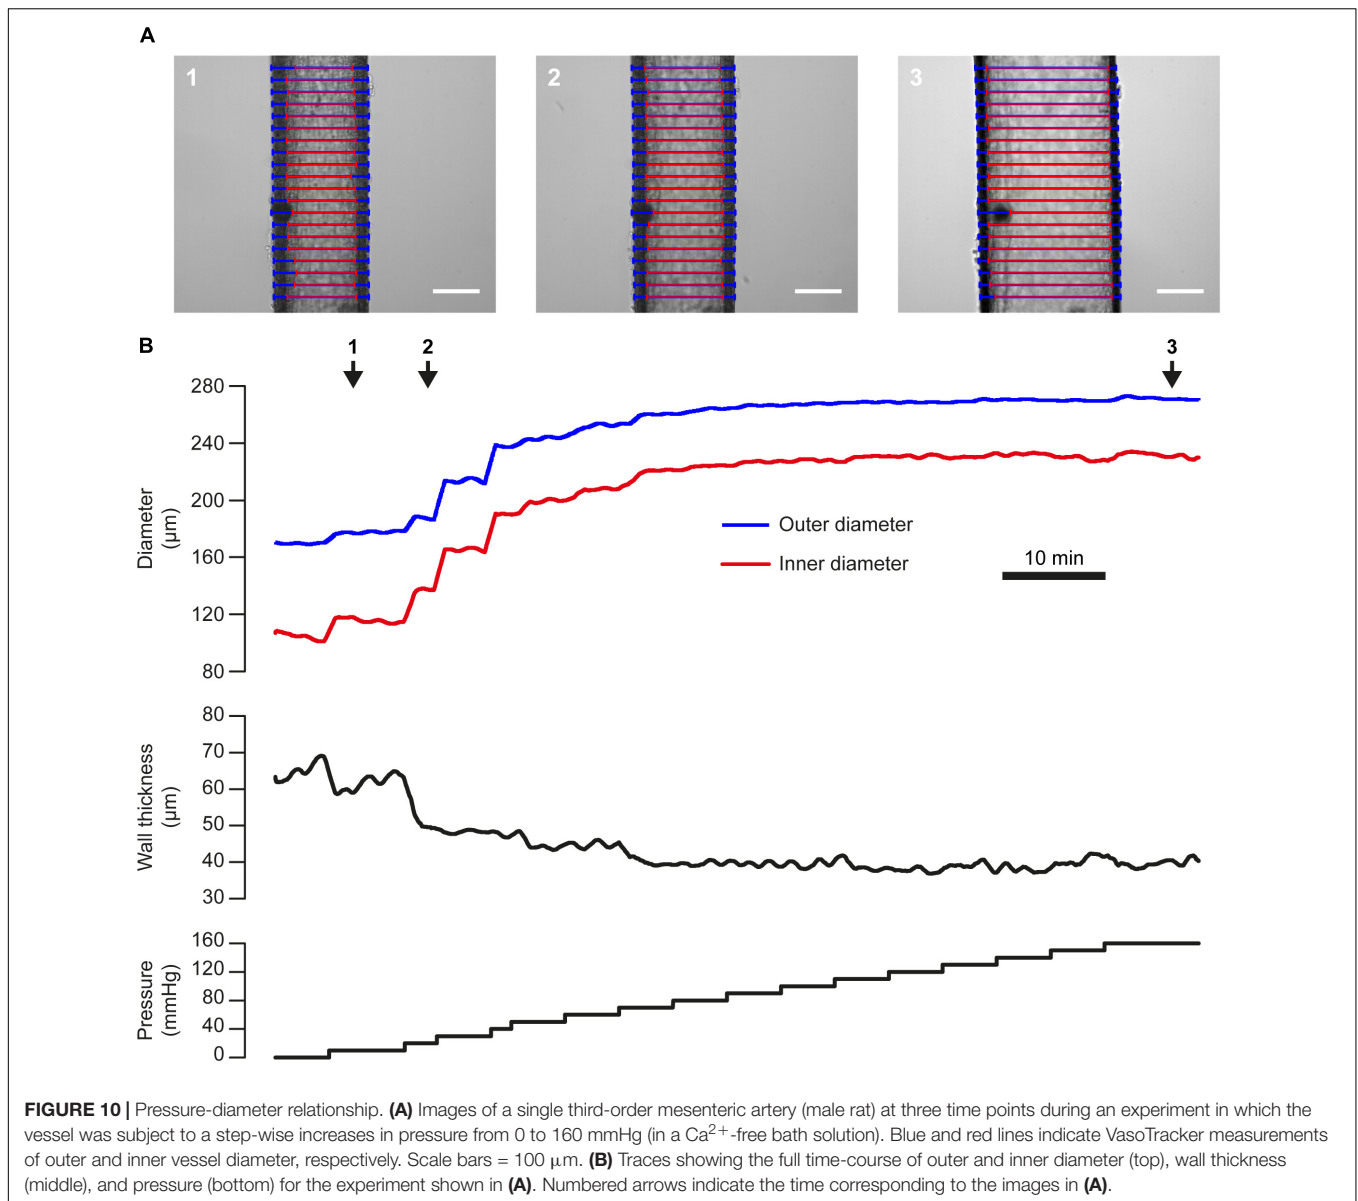 A
1
2
3
B
1
2
3
280
240
200
160
120
80
Diameter
(μm)
Outer diameter
Inner diameter
10 min
80
70
60
50
40
30
Wall thickness
(μm)
160
120
80
40
0
Pressure
(mmHg)
FIGURE 10 | Pressure-diameter relationship. (A) Images of a single third-order mesenteric artery (male rat) at three time points during an experiment in which the
vessel was subject to a step-wise increases in pressure from 0 to 160 mmHg (in a Ca²⁺-free bath solution). Blue and red lines indicate VasoTracker measurements
of outer and inner vessel diameter, respectively. Scale bars = 100 μm. (B) Traces showing the full time-course of outer and inner diameter (top), wall thickness
(middle), and pressure (bottom) for the experiment shown in (A). Numbered arrows indicate the time corresponding to the images in (A).